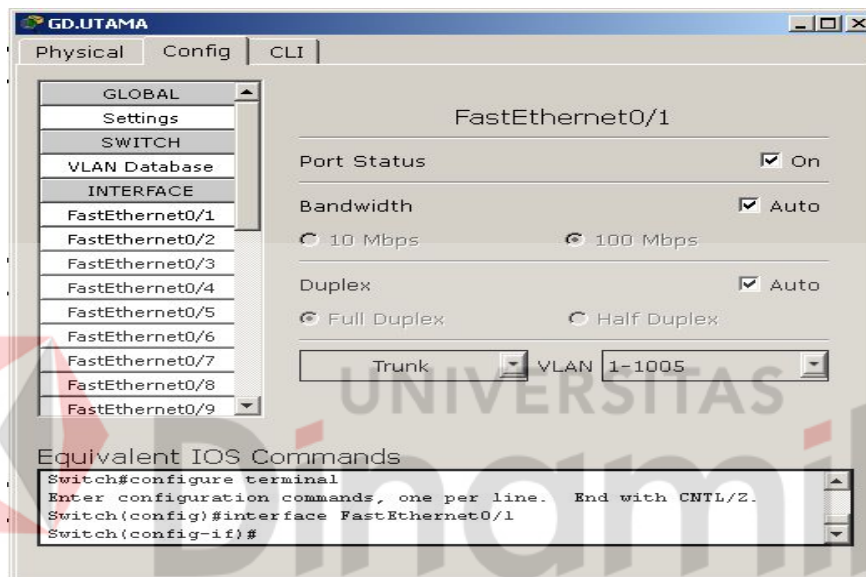 GD.UTAMA
Physical Config CLI
GLOBAL
Settings
SWITCH
VLAN Database
INTERFACE
FastEthernet0/1
FastEthernet0/2
FastEthernet0/3
FastEthernet0/4
FastEthernet0/5
FastEthernet0/6
FastEthernet0/7
FastEthernet0/8
FastEthernet0/9
FastEthernet0/1
Port Status On
Bandwidth Auto
10 Mbps 100 Mbps
Duplex Auto
Full Duplex Half Duplex
Trunk VLAN 1-1005
UNIVERSITAS
Equivalent IOS Commands
Switch#configure terminal
Enter configuration commands, one per line. End with CNTL/Z.
Switch(config)#interface FastEthernet0/1
Switch(config-if)#